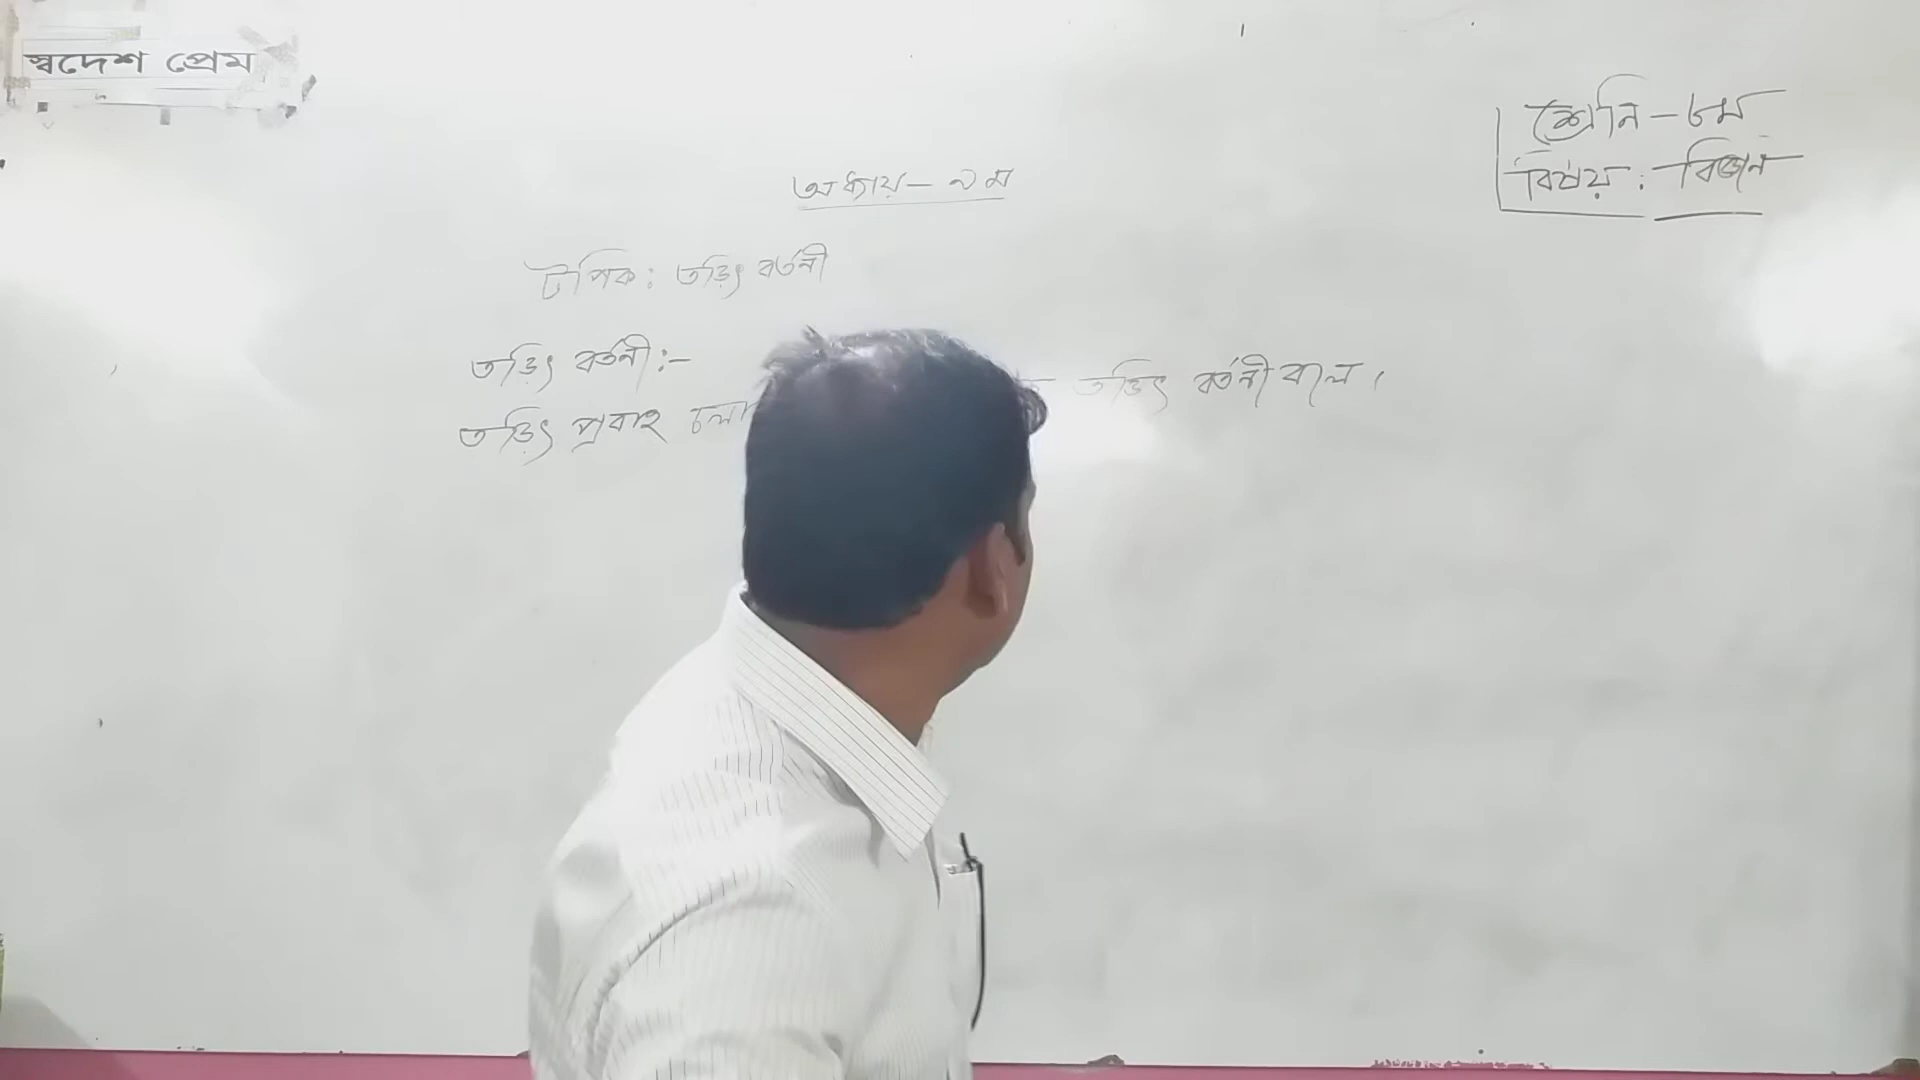 স্বদেশ প্রেম
শ্রেনি - ৮ম
বিষয় : বিজ্ঞান
অধ্যায় - ৯ম
টপিক : তড়িৎ বর্তনী
তড়িৎ বর্তনী :-
তড়িৎ প্রবাহ চলা তড়িৎ বর্তনী বলে।